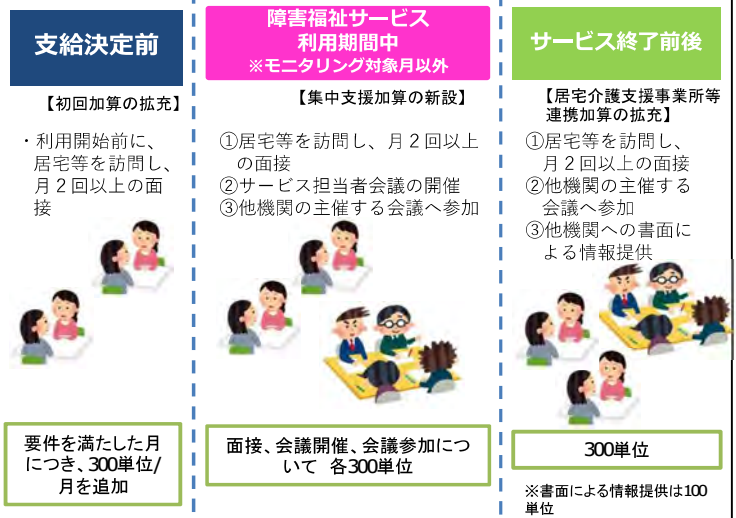 支給決定前
【初回加算の拡充】
・利用開始前に、
居宅等を訪問し、
月２回以上の面
接
要件を満たした月
につき、300単位/
月を追加
障害福祉サービス
利用期間中
※モニタリング対象月以外
【集中支援加算の新設】
①居宅等を訪問し、月２回以上
の面接
②サービス担当者会議の開催
③他機関の主催する会議へ参加
面接、会議開催、会議参加につ
いて　各300単位
サービス終了前後
【居宅介護支援事業所等
連携加算の拡充】
①居宅等を訪問し、
月２回以上の面接
②他機関の主催する
会議へ参加
③他機関への書面に
よる情報提供
300単位
※書面による情報提供は100
単位